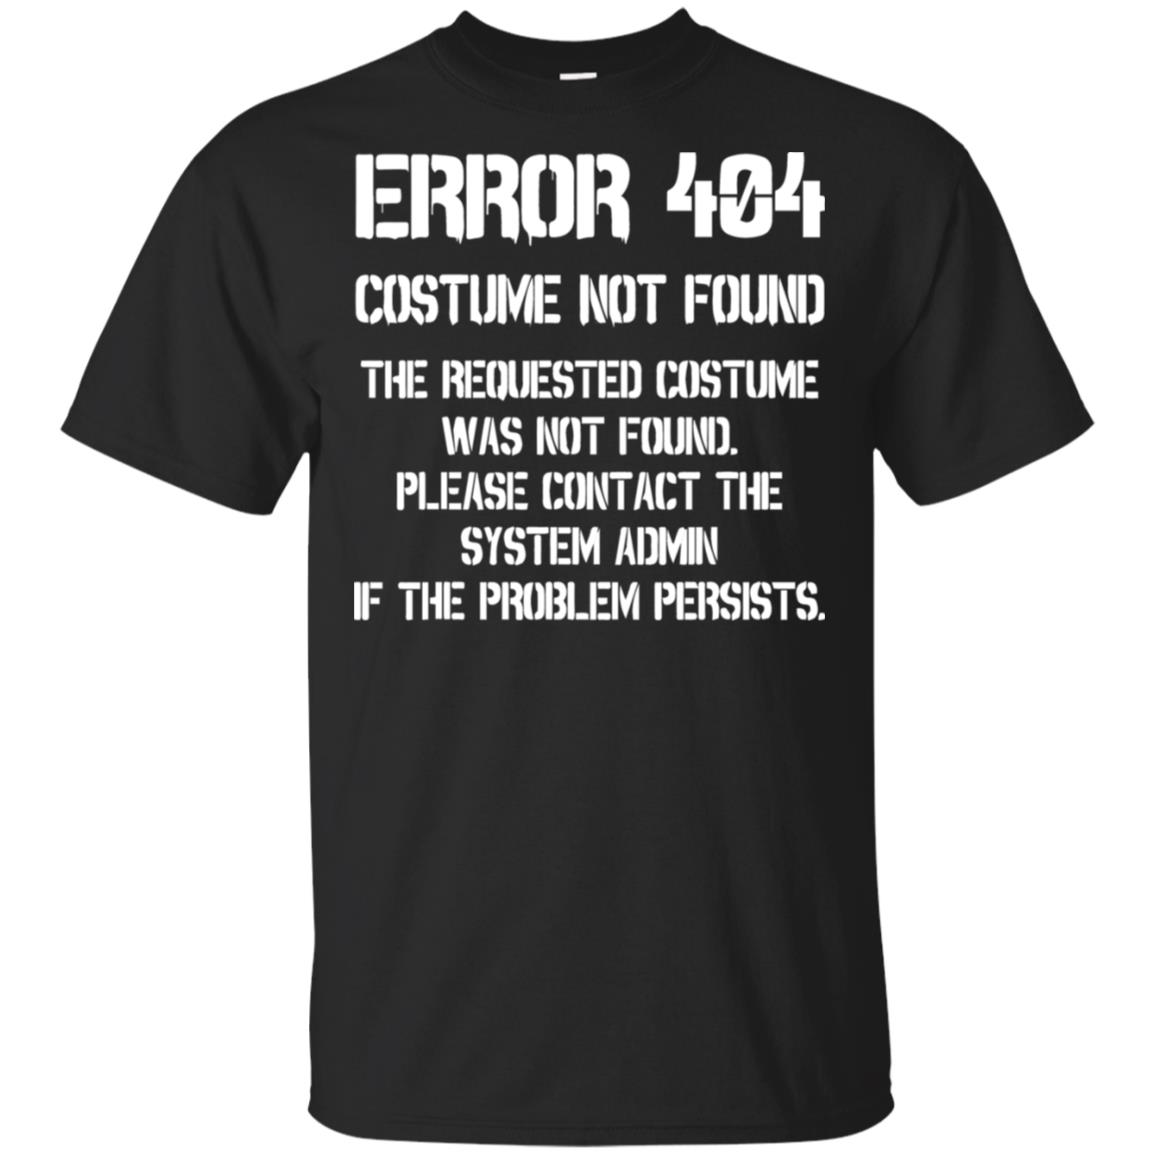 ERROR 404
COSTUME NOT FOUND
THE REQUESTED COSTUME
WAS NOT FOUND.
PLEASE CONTACT THE
SYSTEM ADMIN
IF THE PROBLEM PERSISTS.